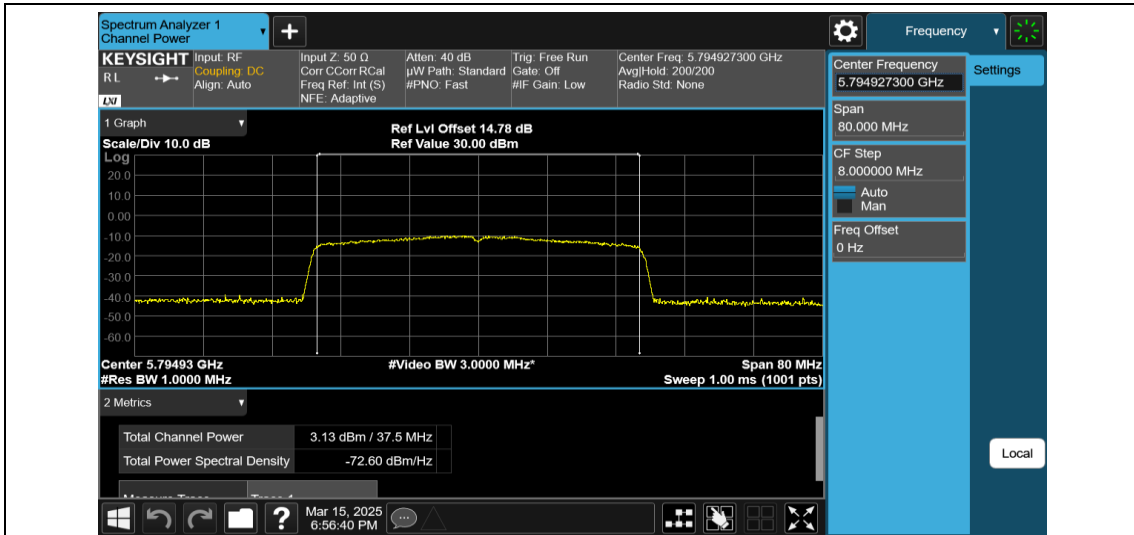 Spectrum Analyzer 1
Channel Power
Frequency
KEYSIGHT
R L
LXI
Input: RF
Coupling: DC
Align: Auto
Input Z: 50 Ω
Corr CCorr RCal
Freq Ref: Int (S)
NFE: Adaptive
Atten: 40 dB
µW Path: Standard
#PNO: Fast
Trig: Free Run
Gate: Off
#IF Gain: Low
Center Freq: 5.794927300 GHz
Avg|Hold: 200/200
Radio Std: None
Center Frequency
5.794927300 GHz
Settings
Span
80.000 MHz
CF Step
8.000000 MHz
Auto
Man
Freq Offset
0 Hz
Local
1 Graph
Scale/Div 10.0 dB
Ref Lvl Offset 14.78 dB
Ref Value 30.00 dBm
Log
20.0
10.0
0.00
-10.0
-20.0
-30.0
-40.0
-50.0
-60.0
Center 5.79493 GHz
#Video BW 3.0000 MHz*
Span 80 MHz
#Res BW 1.0000 MHz
Sweep 1.00 ms (1001 pts)
2 Metrics
Total Channel Power 3.13 dBm / 37.5 MHz
Total Power Spectral Density -72.60 dBm/Hz
Mar 15, 2025
6:56:40 PM